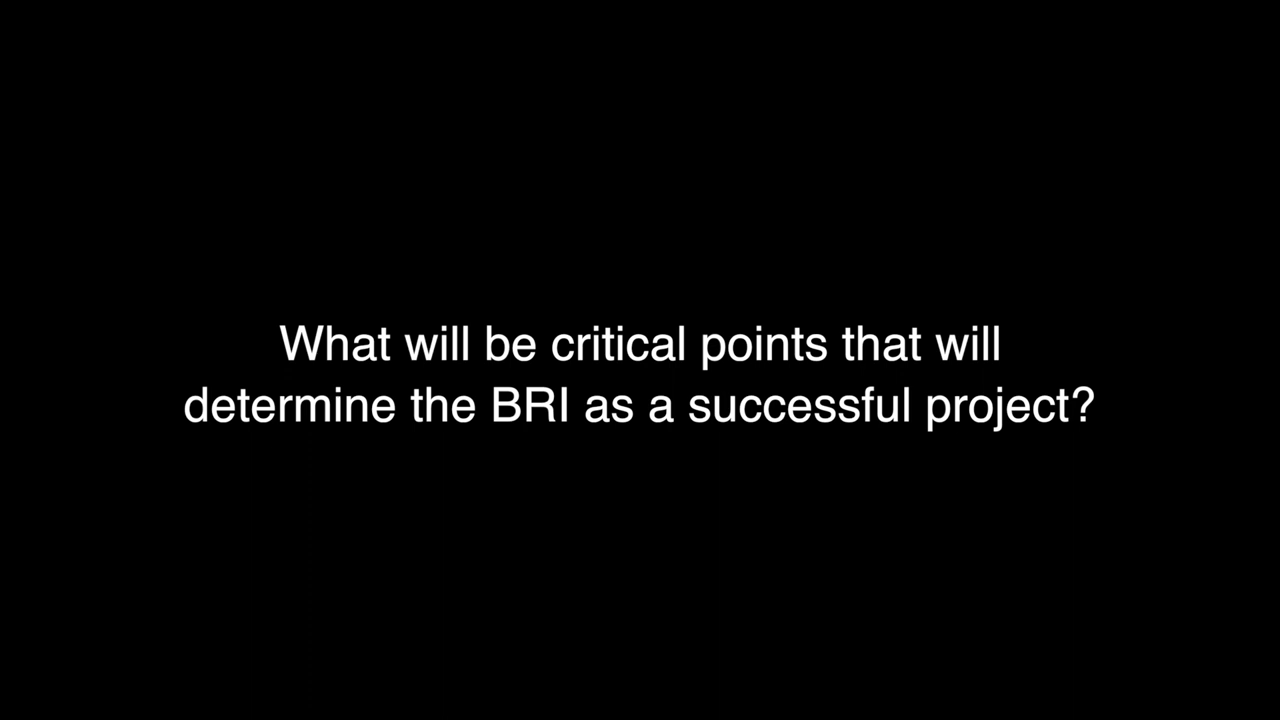 What will be critical points that will
determine the BRI as a successful project?